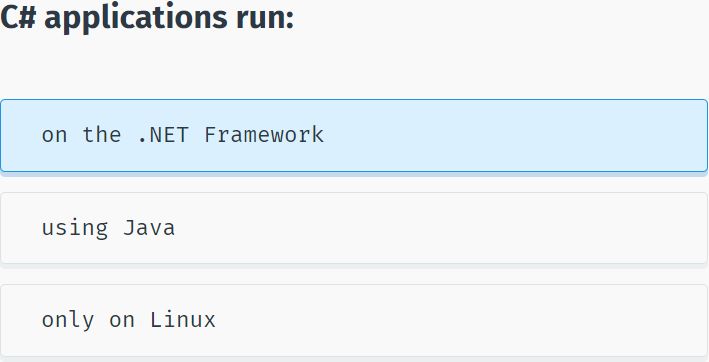 C# applications run:
on the .NET Framework
using Java
only on Linux